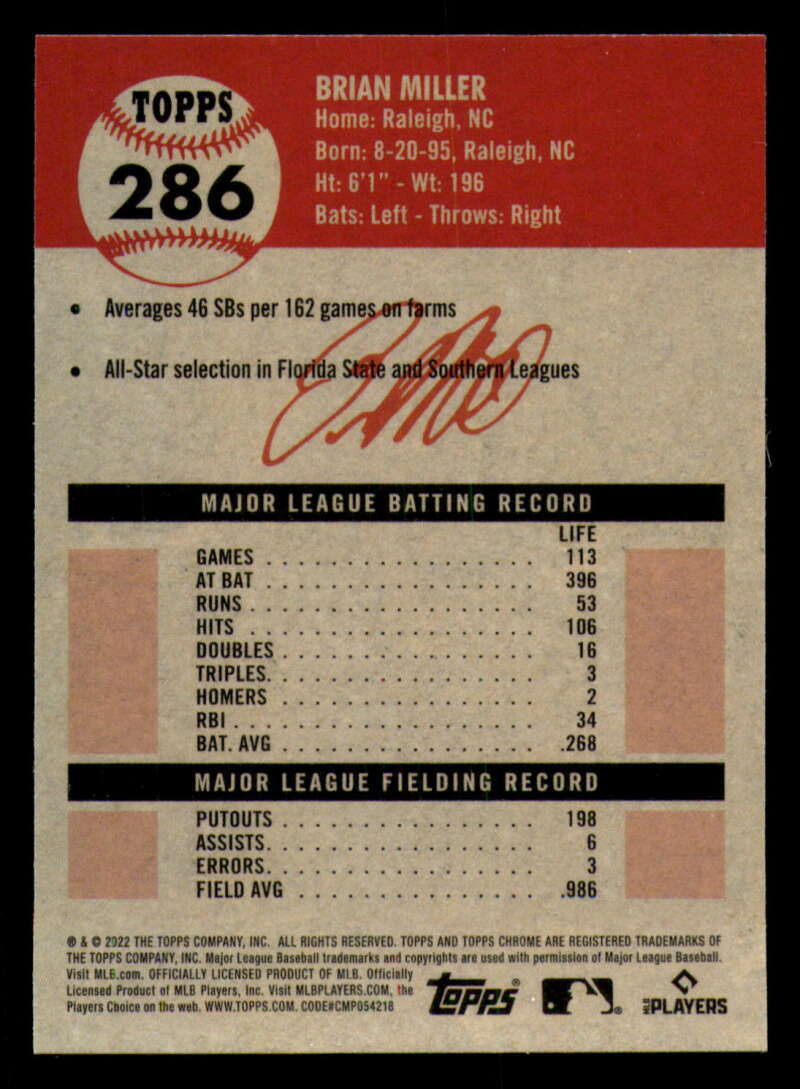 TOPPS
286
BRIAN MILLER
Home: Raleigh, NC
Born: 8-20-95, Raleigh, NC
Ht: 6'1" - Wt: 196
Bats: Left - Throws: Right
• Averages 46 SBs per 162 games on farms
• All-Star selection in Florida State and Southern Leagues
MAJOR LEAGUE BATTING RECORD
LIFE
GAMES . . . . . . . . . . . . . . . . . 113
AT BAT . . . . . . . . . . . . . . . . . 396
RUNS . . . . . . . . . . . . . . . . . . 53
HITS . . . . . . . . . . . . . . . . . . 106
DOUBLES . . . . . . . . . . . . . . . . 16
TRIPLES. . . . . . . . . . . . . . . . . 3
HOMERS . . . . . . . . . . . . . . . . 2
RBI . . . . . . . . . . . . . . . . . . . 34
BAT. AVG . . . . . . . . . . . . . . . . .268
MAJOR LEAGUE FIELDING RECORD
PUTOUTS . . . . . . . . . . . . . . . . 198
ASSISTS. . . . . . . . . . . . . . . . . 6
ERRORS. . . . . . . . . . . . . . . . . 3
FIELD AVG . . . . . . . . . . . . . . . .986
® & © 2022 THE TOPPS COMPANY, INC. ALL RIGHTS RESERVED. TOPPS AND TOPPS CHROME ARE REGISTERED TRADEMARKS OF
THE TOPPS COMPANY, INC. Major League Baseball trademarks and copyrights are used with permission of Major League Baseball.
Visit MLB.com. OFFICIALLY LICENSED PRODUCT OF MLB. Officially
Licensed Product of MLB Players, Inc. Visit MLBPLAYERS.COM, the
Players Choice on the web. WWW.TOPPS.COM. CODE#CMP054218
Topps®
®
MLB PLAYERS